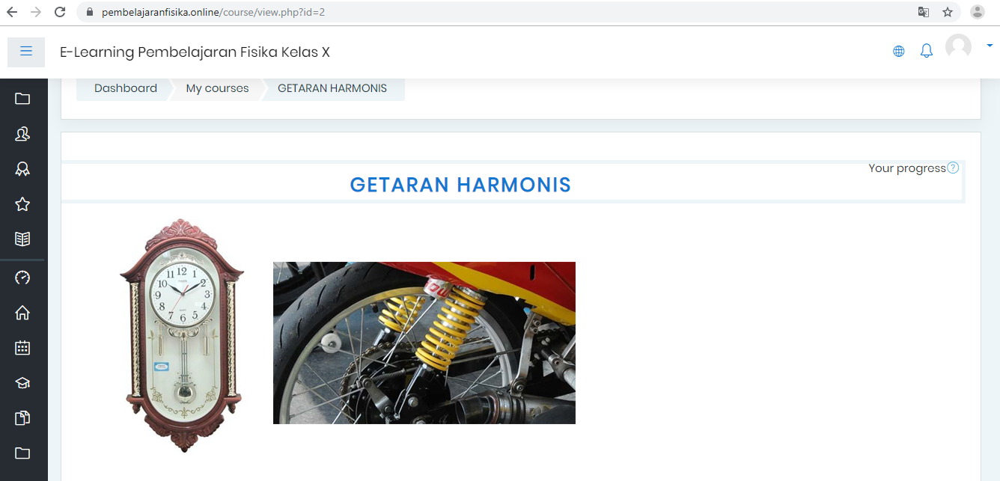 pembelajaranfisika.online/course/view.php?id=2
E-Learning Pembelajaran Fisika Kelas X
Dashboard My courses GETARAN HARMONIS
Your progress
GETARAN HARMONIS
11 12 1
10 2
9 3
8 4
7 6 5